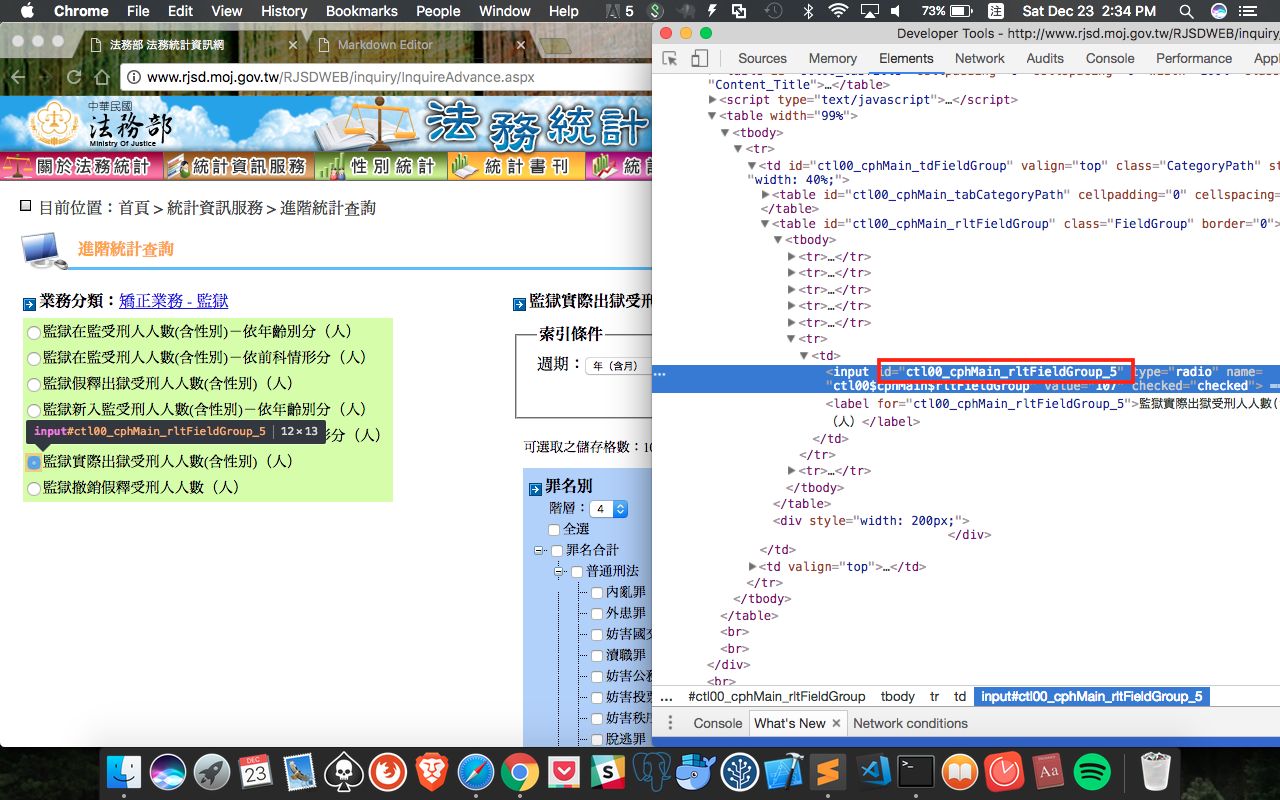 Chrome File Edit View History Bookmarks People Window Help 5 73% 注 Sat Dec 23 2:34 PM
法務部 法務統計資訊網 × Markdown Editor ×
www.rjsd.moj.gov.tw/RJSDWEB/inquiry/InquireAdvance.aspx
中華民國
法務部
Ministry Of Justice
法務統計
關於法務統計 統計資訊服務 性別統計 統計書刊
目前位置：首頁 > 統計資訊服務 > 進階統計查詢
進階統計查詢
業務分類：矯正業務 - 監獄
監獄在監受刑人人數(含性別)－依年齡別分（人）
監獄在監受刑人人數(含性別)－依前科情形分（人）
監獄假釋出獄受刑人人數(含性別)（人）
監獄新入監受刑人人數(含性別)－依年齡別分（人）
input#ctl00_cphMain_rltFieldGroup_5 12×13 形分（人）
監獄實際出獄受刑人人數(含性別)（人）
監獄撤銷假釋受刑人人數（人）
監獄實際出獄受刑
索引條件
週期： 年（含月）
可選取之儲存格數：10
罪名別
階層： 4
全選
罪名合計
普通刑法
內亂罪
外患罪
妨害國交
瀆職罪
妨害公務
妨害投票
妨害秩序
脫逃罪
Developer Tools - http://www.rjsd.moj.gov.tw/RJSDWEB/inquiry/
Sources Memory Elements Network Audits Console Performance Appl
"Content_Title">…</table>
<script type="text/javascript">…</script>
<table width="99%">
<tbody>
<tr>
<td id="ctl00_cphMain_tdFieldGroup" valign="top" class="CategoryPath" st
"width: 40%;">
<table id="ctl00_cphMain_tabCategoryPath" cellpadding="0" cellspacing=
</table>
<table id="ctl00_cphMain_rltFieldGroup" class="FieldGroup" border="0">
<tbody>
<tr>…</tr>
<tr>…</tr>
<tr>…</tr>
<tr>…</tr>
<tr>…</tr>
<tr>
<td>
… <input id="ctl00_cphMain_rltFieldGroup_5" type="radio" name=
"ctl00$cphMain$rltFieldGroup" value="107" checked="checked"> ==
<label for="ctl00_cphMain_rltFieldGroup_5">監獄實際出獄受刑人人數(
（人）</label>
</td>
</tr>
<tr>…</tr>
</tbody>
</table>
<div style="width: 200px;">
</div>
</td>
<td valign="top">…</td>
</tr>
</tbody>
</table>
<br>
<br>
</div>
<br>
… #ctl00_cphMain_rltFieldGroup tbody tr td input#ctl00_cphMain_rltFieldGroup_5
Console What's New × Network conditions
DEC
23
Aa